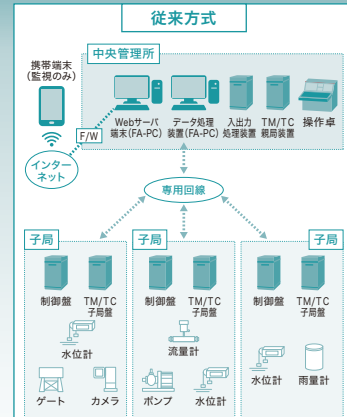 従来方式
中央管理所
携帯端末
(監視のみ)
F/W
Webサーバ
端末(FA-PC)
データ処理
装置(FA-PC)
入出力
処理装置
TM/TC
親局装置
操作卓
インター
ネット
専用回線
子局
制御盤
TM/TC
子局盤
水位計
ゲート
カメラ
子局
制御盤
TM/TC
子局盤
流量計
ポンプ
水位計
子局
制御盤
TM/TC
子局盤
水位計
雨量計